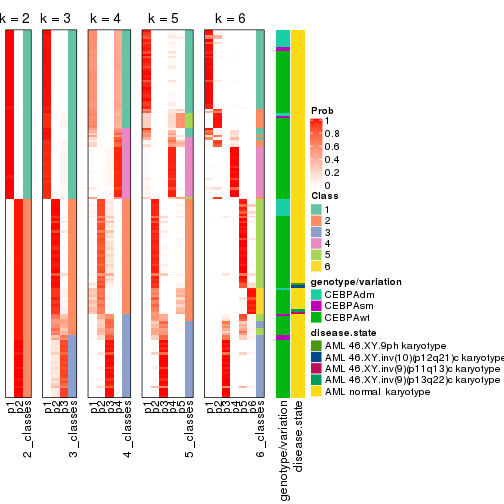 k = 2 k = 3 k = 4 k = 5 k = 6
Prob
1
0.8
0.6
0.4
0.2
0
Class
1
2
3
4
5
6
genotype/variation
CEBPAdm
CEBPAsm
CEBPAwt
disease.state
AML 46.XY.9ph karyotype
AML 46.XY.inv(10)(p12q21)c karyotype
AML 46.XY.inv(9)(p11q13)c karyotype
AML 46.XY.inv(9)(p13q22)c karyotype
AML normal karyotype
p1
p2
2_classes
p1
p2
p3
3_classes
p1
p2
p3
p4
4_classes
p1
p2
p3
p4
p5
5_classes
p1
p2
p3
p4
p5
p6
6_classes
genotype/variation
disease.state